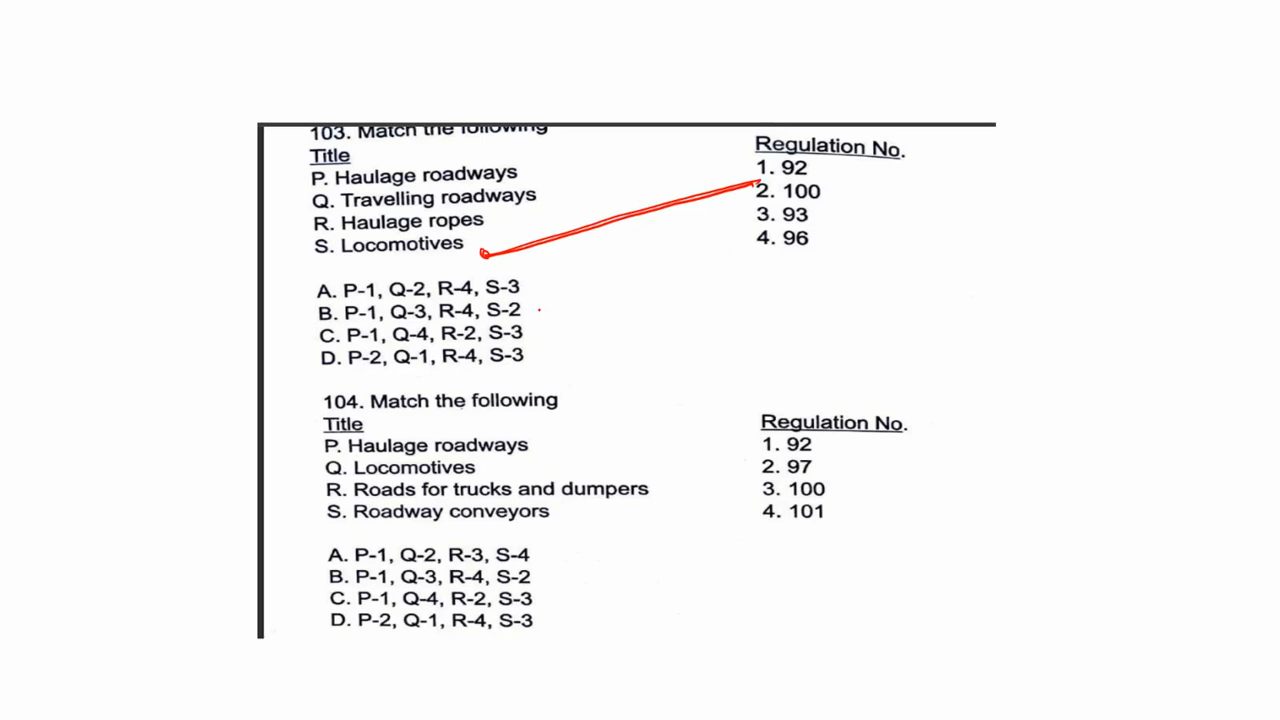 103. Match the following
Title
Regulation No.
P. Haulage roadways
1. 92
Q. Travelling roadways
2. 100
R. Haulage ropes
3. 93
S. Locomotives
4. 96
A. P-1, Q-2, R-4, S-3
B. P-1, Q-3, R-4, S-2
C. P-1, Q-4, R-2, S-3
D. P-2, Q-1, R-4, S-3
104. Match the following
Title
Regulation No.
P. Haulage roadways
1. 92
Q. Locomotives
2. 97
R. Roads for trucks and dumpers
3. 100
S. Roadway conveyors
4. 101
A. P-1, Q-2, R-3, S-4
B. P-1, Q-3, R-4, S-2
C. P-1, Q-4, R-2, S-3
D. P-2, Q-1, R-4, S-3